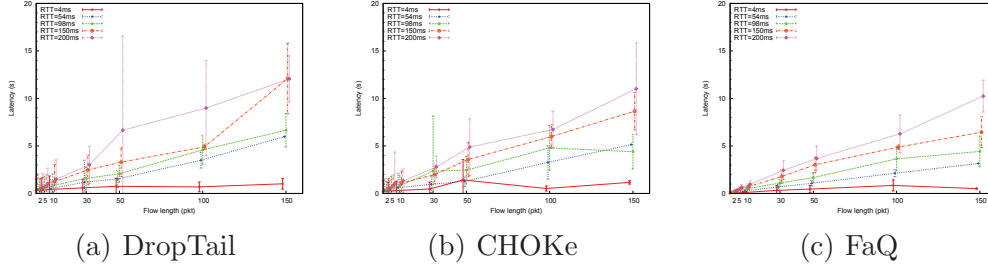 20
15
10
5
0
Latency (s)
RTT=4ms
RTT=54ms
RTT=98ms
RTT=150ms
RTT=200ms
2 5 10 30 50 100 150
Flow length (pkt)
(a) DropTail
20
15
10
5
0
Latency (s)
RTT=4ms
RTT=54ms
RTT=98ms
RTT=150ms
RTT=200ms
2 5 10 30 50 100 150
Flow length (pkt)
(b) CHOKe
20
15
10
5
0
Latency (s)
RTT=4ms
RTT=54ms
RTT=98ms
RTT=150ms
RTT=200ms
2 5 10 30 50 100 150
Flow length (pkt)
(c) FaQ